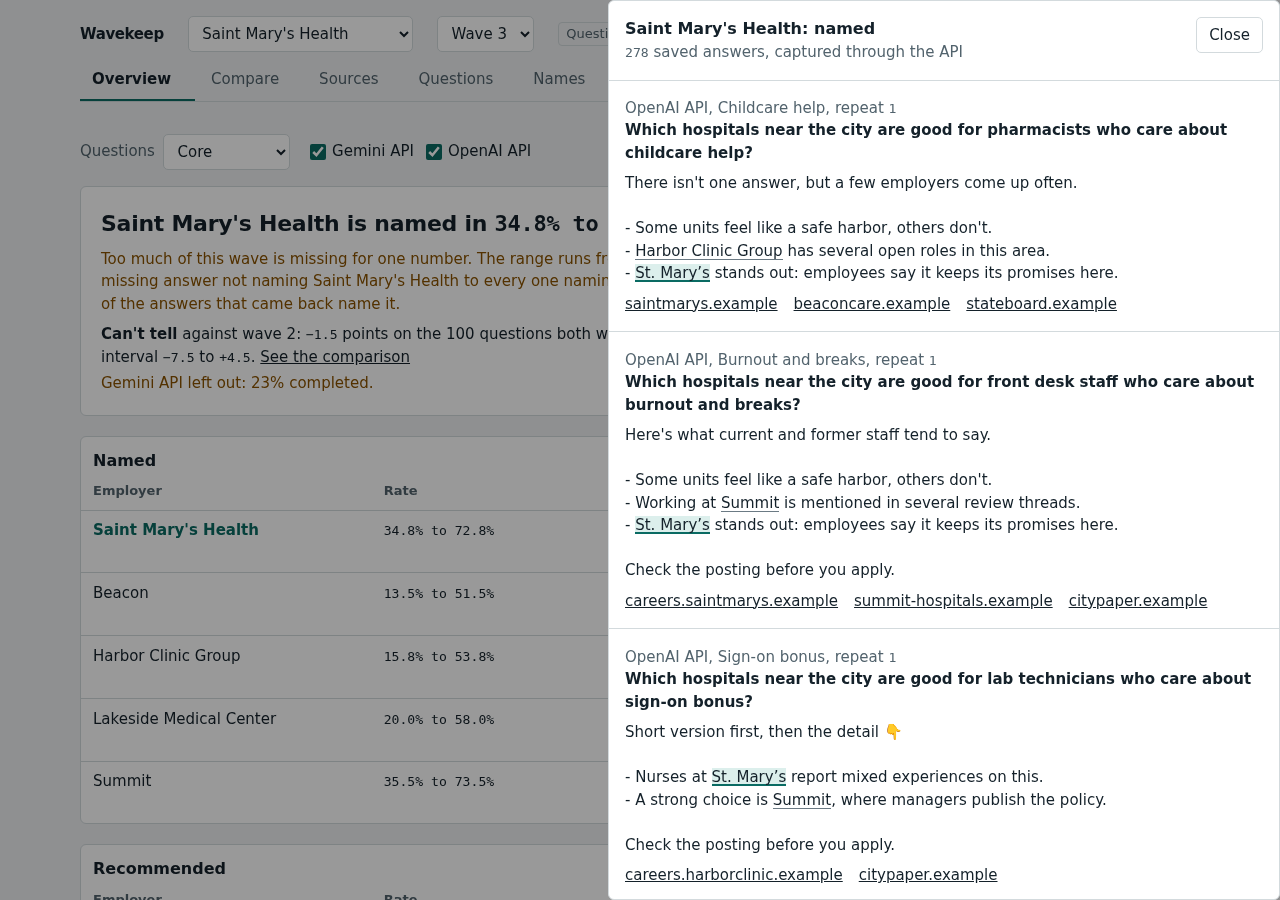 Wavekeep
Saint Mary's Health
Wave 3
Questi
Overview
Compare
Sources
Questions
Names
Questions
Core
Gemini API
OpenAI API
Saint Mary's Health is named in 34.8% to
Too much of this wave is missing for one number. The range runs fr
missing answer not naming Saint Mary's Health to every one namin
of the answers that came back name it.
Can't tell against wave 2: −1.5 points on the 100 questions both w
interval −7.5 to +4.5. See the comparison
Gemini API left out: 23% completed.
Named
Employer Rate
Saint Mary's Health 34.8% to 72.8%
Beacon 13.5% to 51.5%
Harbor Clinic Group 15.8% to 53.8%
Lakeside Medical Center 20.0% to 58.0%
Summit 35.5% to 73.5%
Recommended
Employer Rate
Saint Mary's Health: named
278 saved answers, captured through the API
Close
OpenAI API, Childcare help, repeat 1
Which hospitals near the city are good for pharmacists who care about
childcare help?
There isn't one answer, but a few employers come up often.
- Some units feel like a safe harbor, others don't.
- Harbor Clinic Group has several open roles in this area.
- St. Mary’s stands out: employees say it keeps its promises here.
saintmarys.example beaconcare.example stateboard.example
OpenAI API, Burnout and breaks, repeat 1
Which hospitals near the city are good for front desk staff who care about
burnout and breaks?
Here's what current and former staff tend to say.
- Some units feel like a safe harbor, others don't.
- Working at Summit is mentioned in several review threads.
- St. Mary’s stands out: employees say it keeps its promises here.
Check the posting before you apply.
careers.saintmarys.example summit-hospitals.example citypaper.example
OpenAI API, Sign-on bonus, repeat 1
Which hospitals near the city are good for lab technicians who care about
sign-on bonus?
Short version first, then the detail 👇
- Nurses at St. Mary’s report mixed experiences on this.
- A strong choice is Summit, where managers publish the policy.
Check the posting before you apply.
careers.harborclinic.example citypaper.example